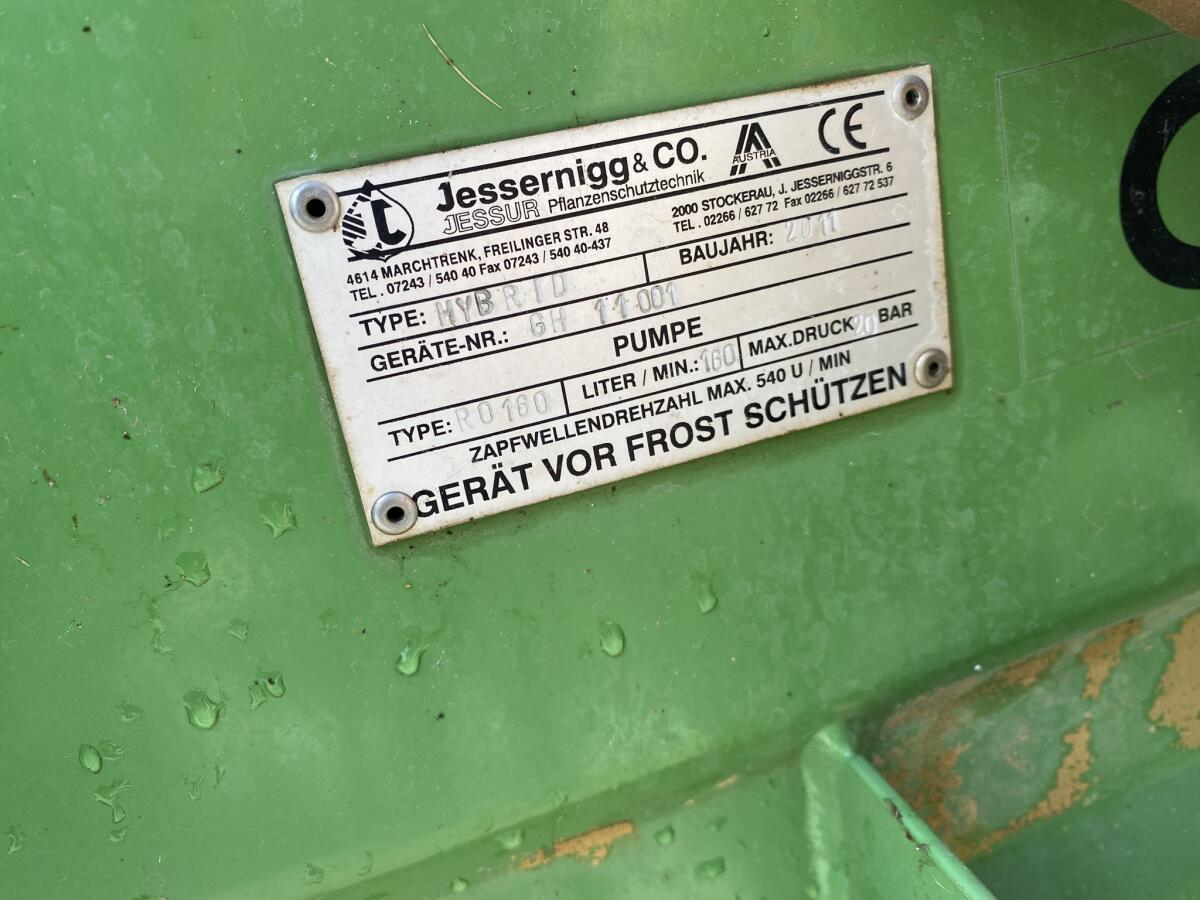 Jessernigg & CO.
JESSUR Pflanzenschutztechnik
AUSTRIA
CE
4614 MARCHTRENK, FREILINGER STR. 48
TEL. 07243 / 540 40 Fax 07243 / 540 40-437
2000 STOCKERAU, J. JESSERNIGGSTR. 6
TEL. 02266 / 627 72 Fax 02266 / 627 72 537
TYPE: HYBRID BAUJAHR: 2011
GERÄTE-NR.: GH 11001
PUMPE
TYPE: RO160 LITER / MIN.: 160 MAX.DRUCK 20 BAR
ZAPFWELLENDREHZAHL MAX. 540 U / MIN
GERÄT VOR FROST SCHÜTZEN